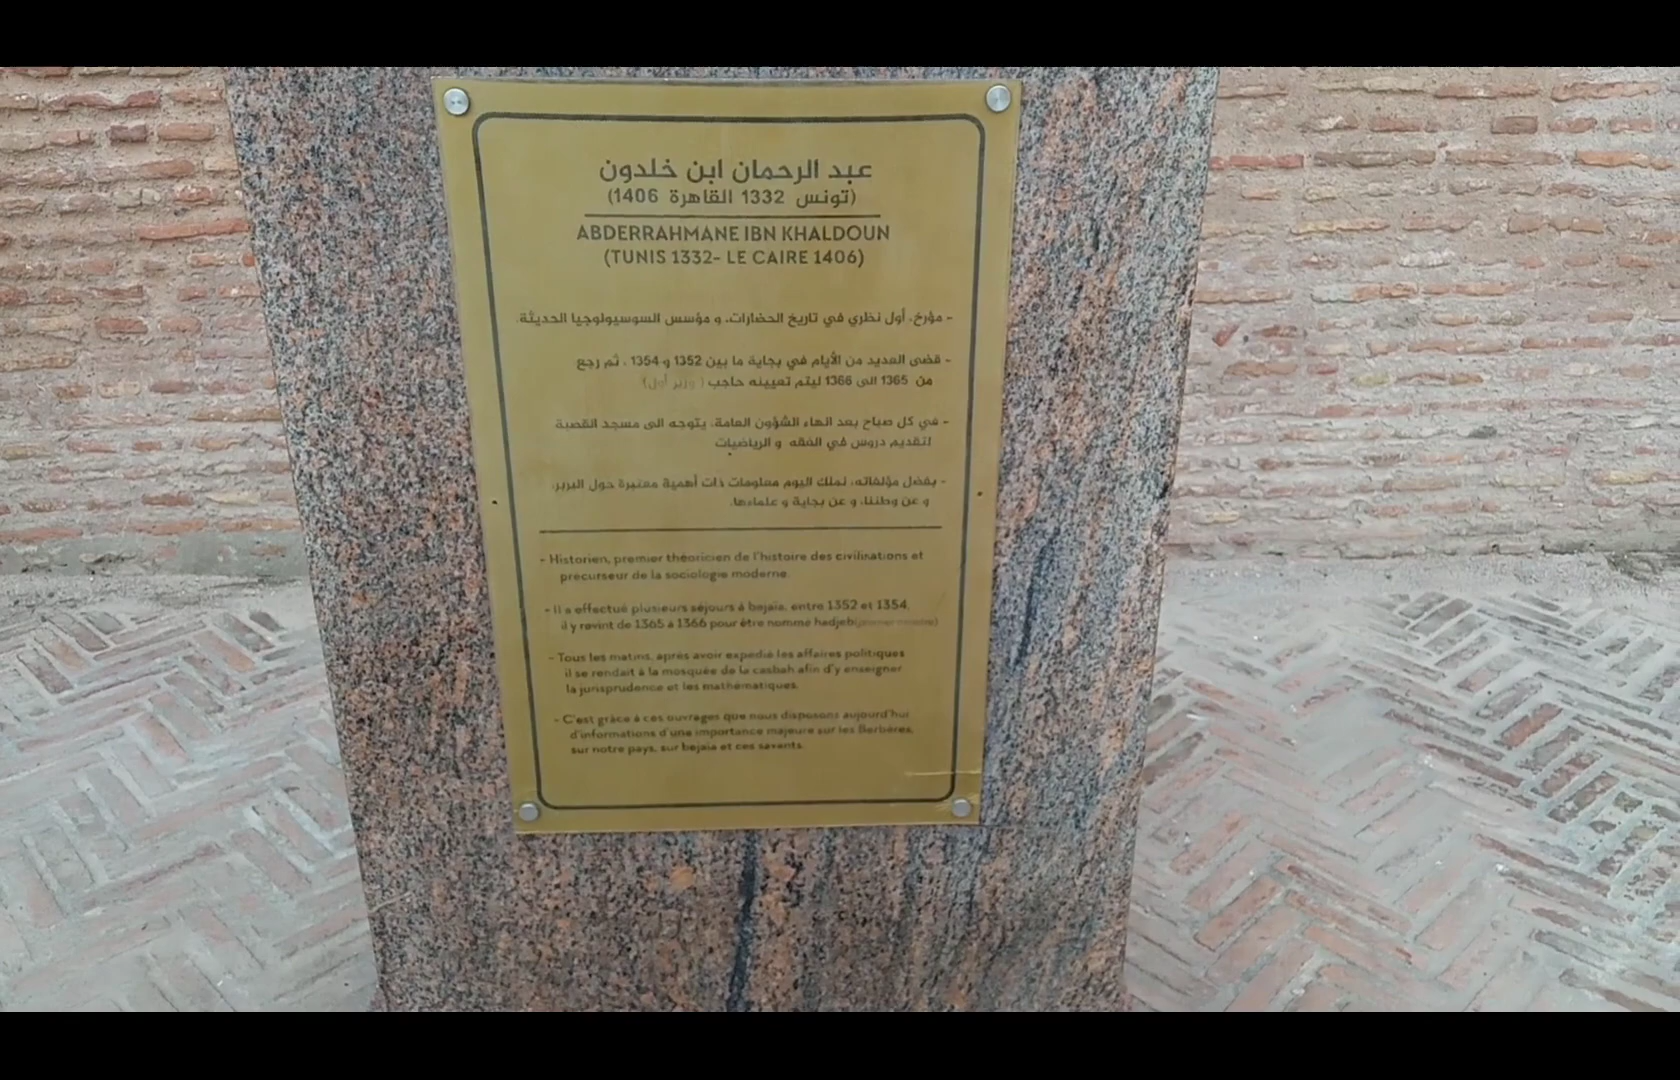 عبد الرحمان ابن خلدون
(تونس 1332 القاهرة 1406)
ABDERRAHMANE IBN KHALDOUN
(TUNIS 1332- LE CAIRE 1406)
- مؤرخ، أول نظري في تاريخ الحضارات، و مؤسس السوسيولوجيا الحديثة.
- قضى العديد من الأيام في بجاية ما بين 1352 و 1354 ، ثم رجع
من 1365 الى 1366 ليتم تعيينه حاجب (وزير أول)
- في كل صباح بعد انهاء الشؤون العامة، يتوجه الى مسجد القصبة
لتقديم دروس في الفقه و الرياضيات
- بفضل مؤلفاته، نملك اليوم معلومات ذات أهمية معتبرة حول البربر،
و عن وطننا، و عن بجاية و علماءها.
- Historien, premier théoricien de l'histoire des civilisations et
précurseur de la sociologie moderne.
- Il a effectué plusieurs séjours à bejaia, entre 1352 et 1354,
il y revint de 1365 à 1366 pour être nommé hadjeb
- Tous les matins, après avoir expédié les affaires politiques
il se rendait à la mosquée de la casbah afin d'y enseigner
la jurisprudence et les mathématiques.
- C'est grâce à ces ouvrages que nous disposons aujourd'hui
d'informations d'une importance majeure sur les Berbères,
sur notre pays, sur bejaia et ces savants.